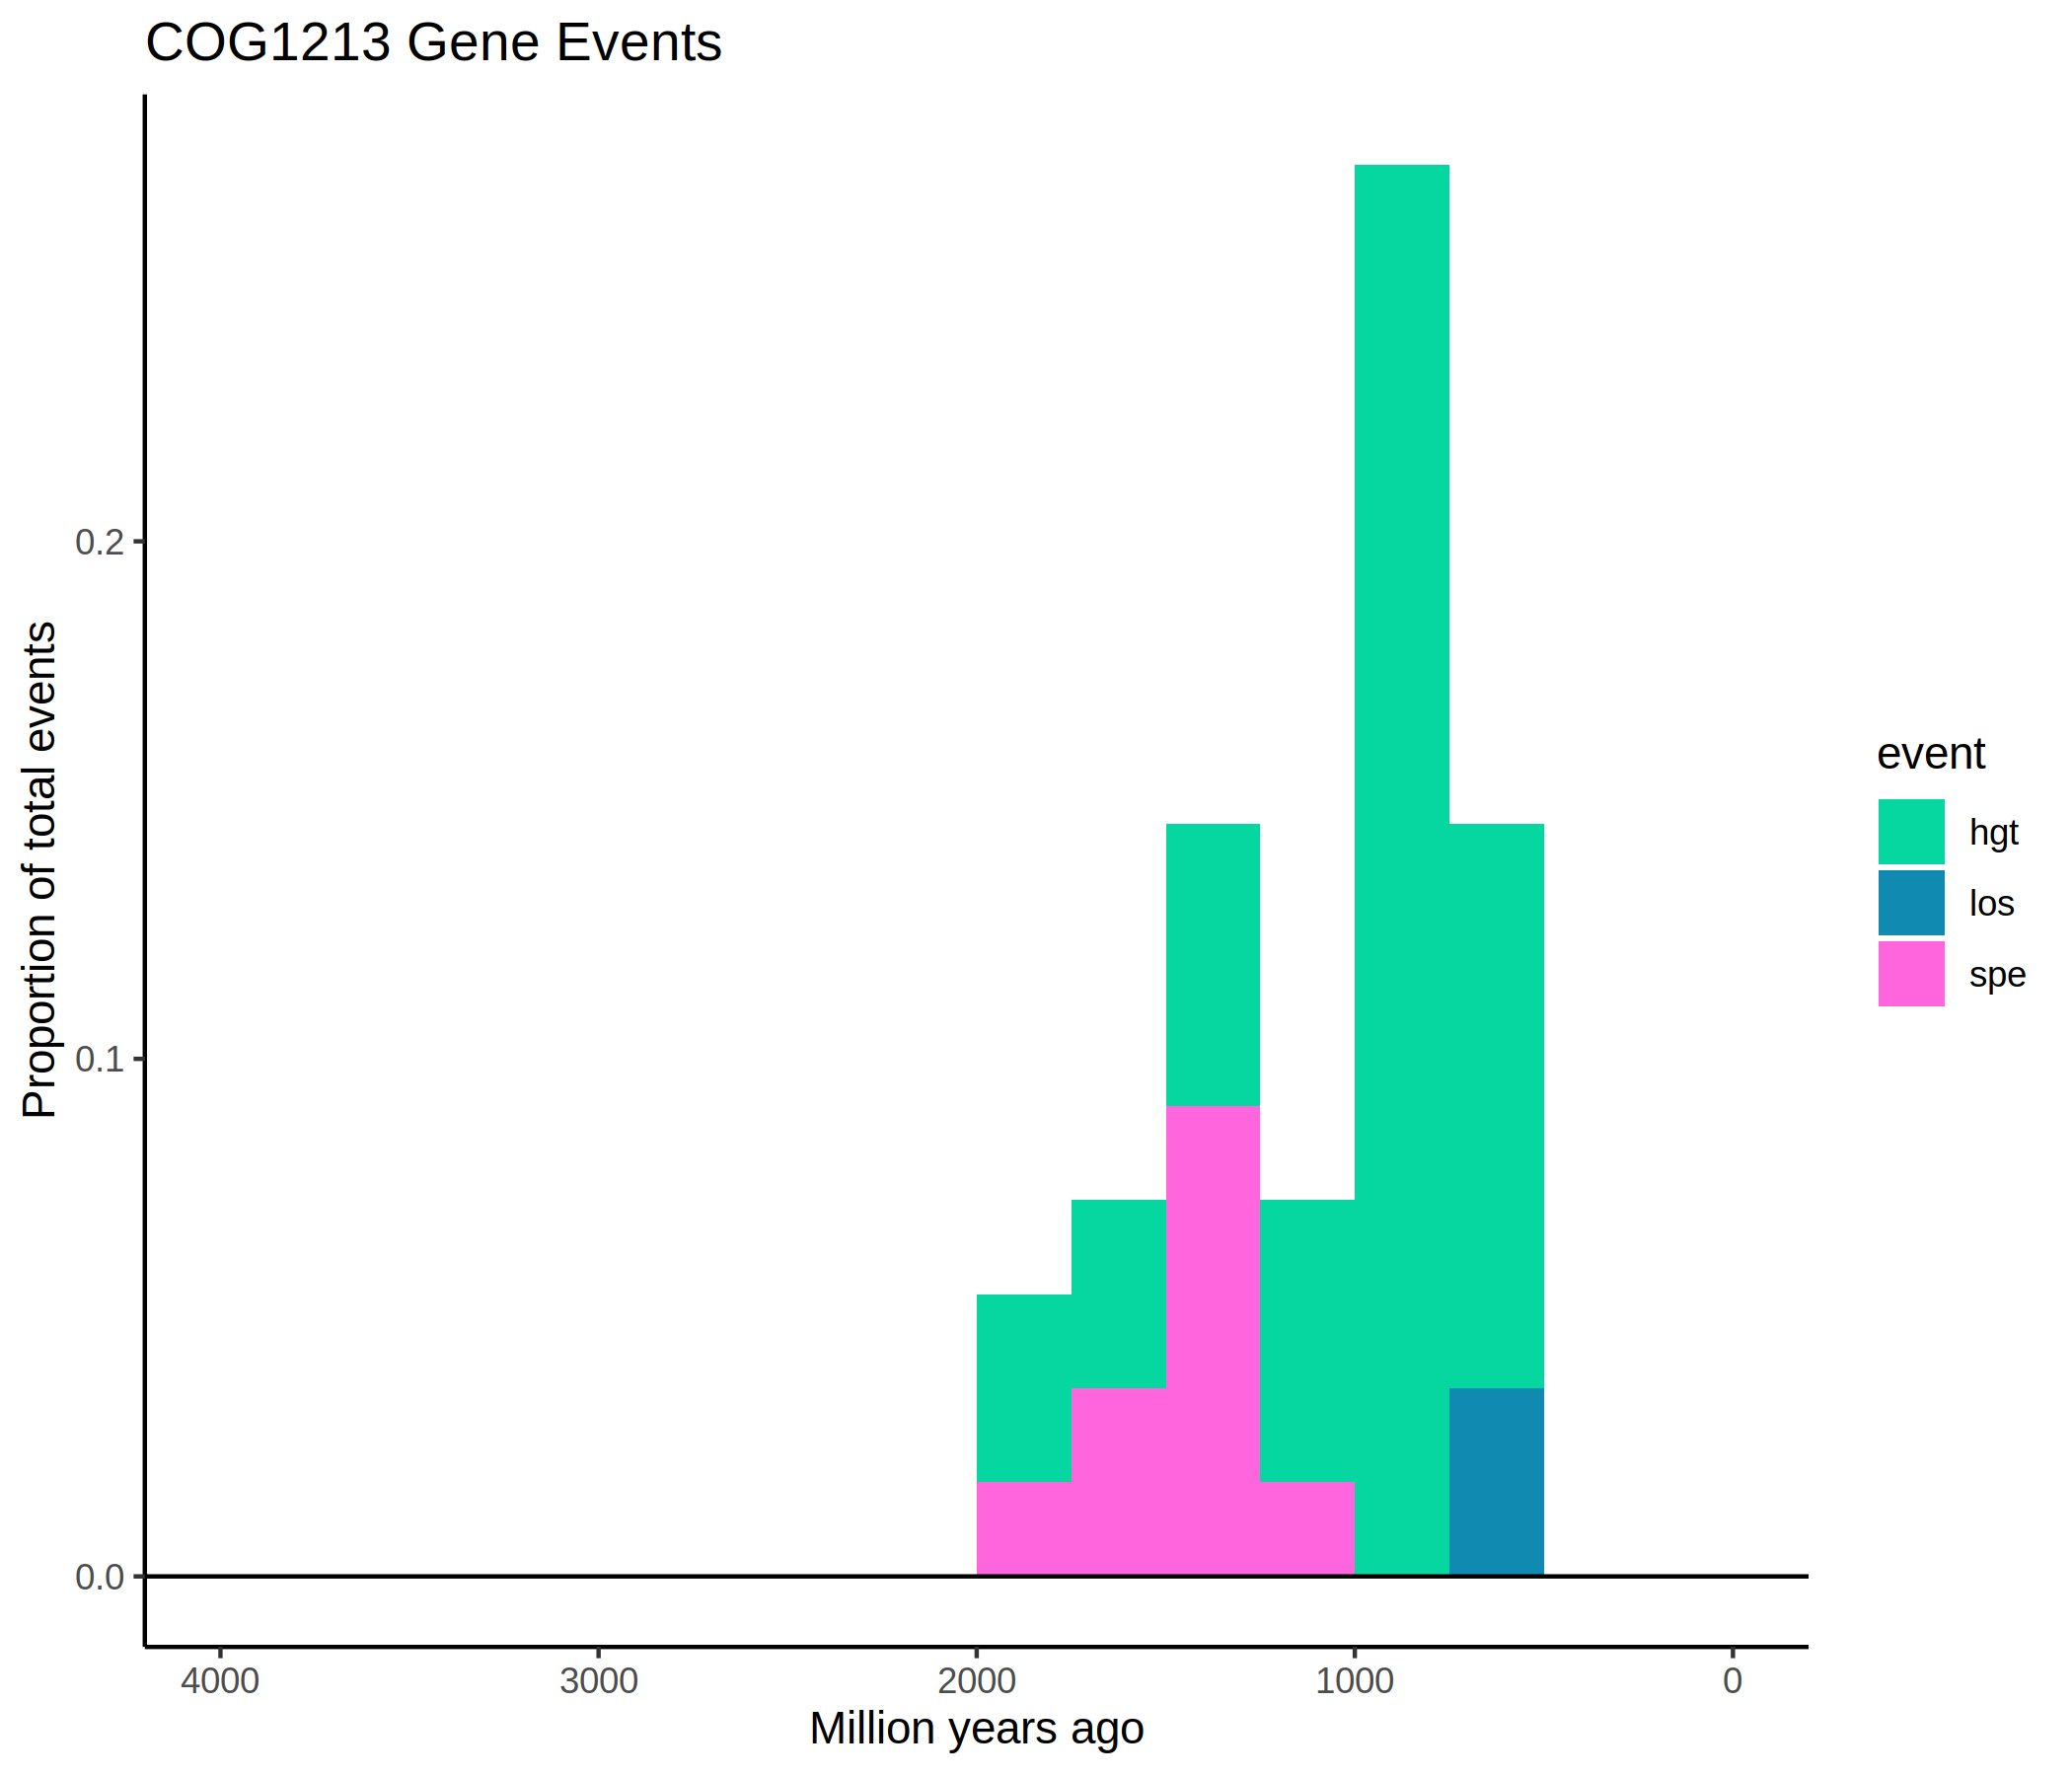 COG1213 Gene Events
Proportion of total events
0.2
0.1
0.0
4000 3000 2000 1000 0
Million years ago
event
hgt
los
spe